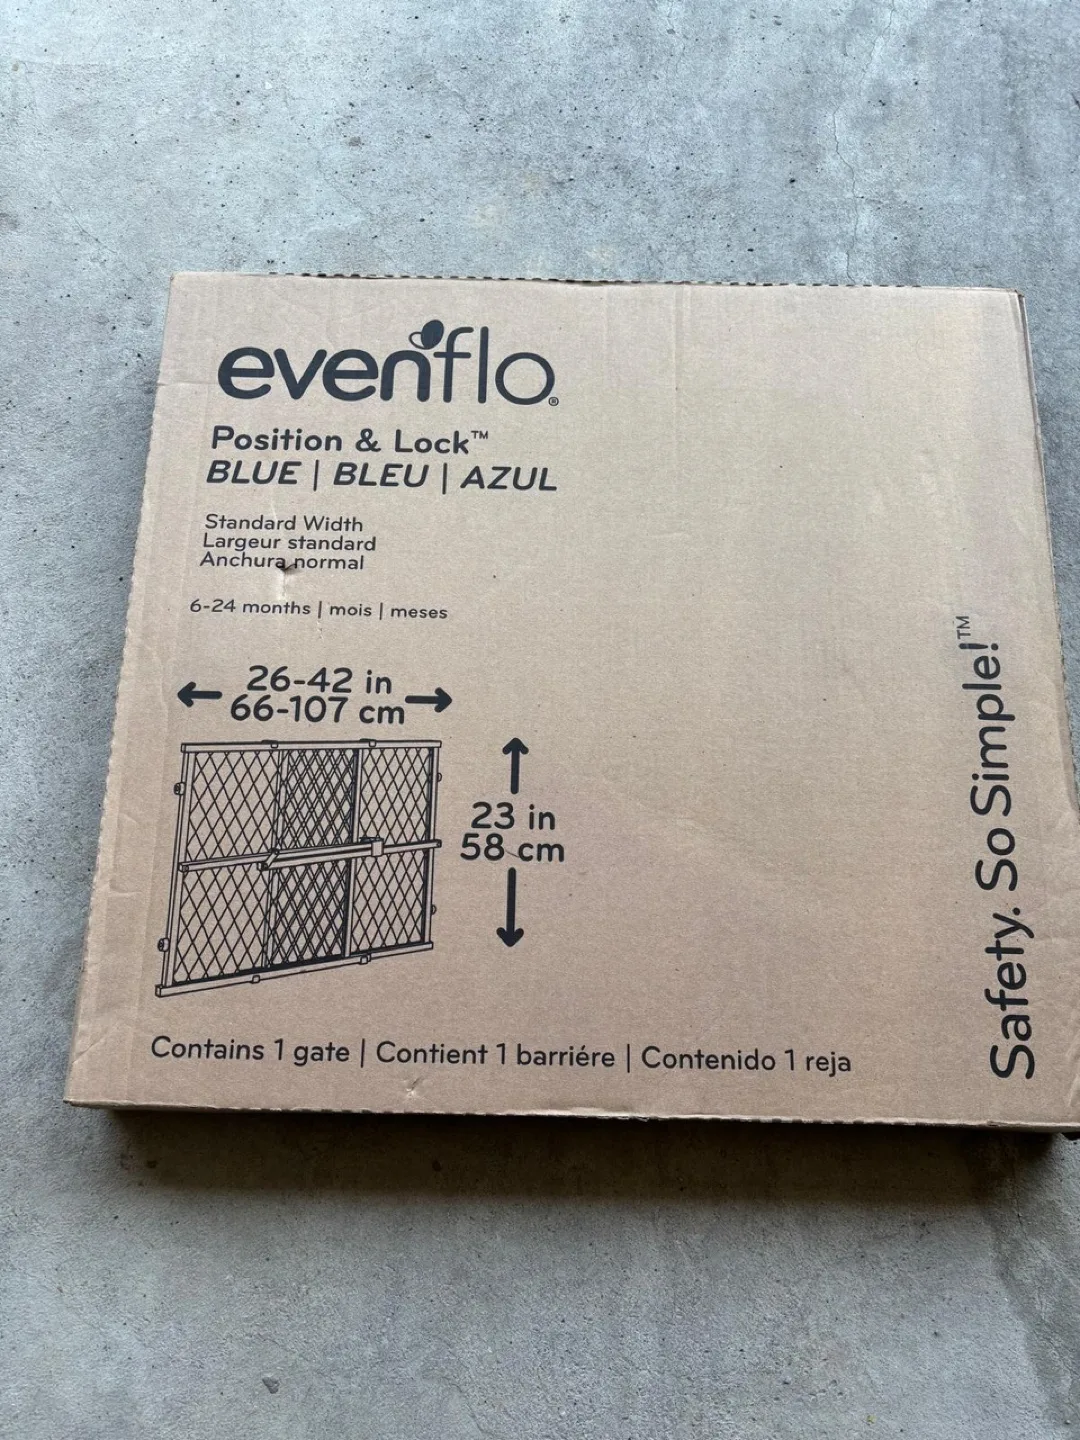 evenflo®
Position & Lock™
BLUE | BLEU | AZUL
Standard Width
Largeur standard
Anchura normal
6-24 months | mois | meses
26-42 in
66-107 cm
23 in
58 cm
Contains 1 gate | Contient 1 barriére | Contenido 1 reja
Safety. So Simple!™